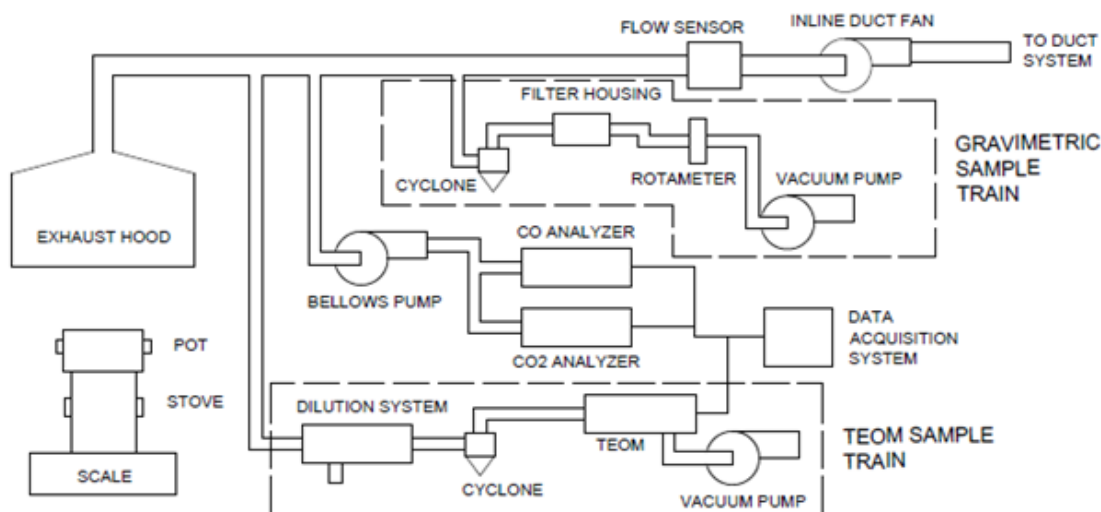 INLINE DUCT FAN
FLOW SENSOR
TO DUCT
SYSTEM
FILTER HOUSING
GRAVIMETRIC
SAMPLE
TRAIN
CYCLONE
ROTAMETER
VACUUM PUMP
EXHAUST HOOD
CO ANALYZER
BELLOWS PUMP
DATA
ACQUISITION
SYSTEM
POT
CO2 ANALYZER
STOVE
DILUTION SYSTEM
TEOM
TEOM SAMPLE
TRAIN
SCALE
CYCLONE
VACUUM PUMP